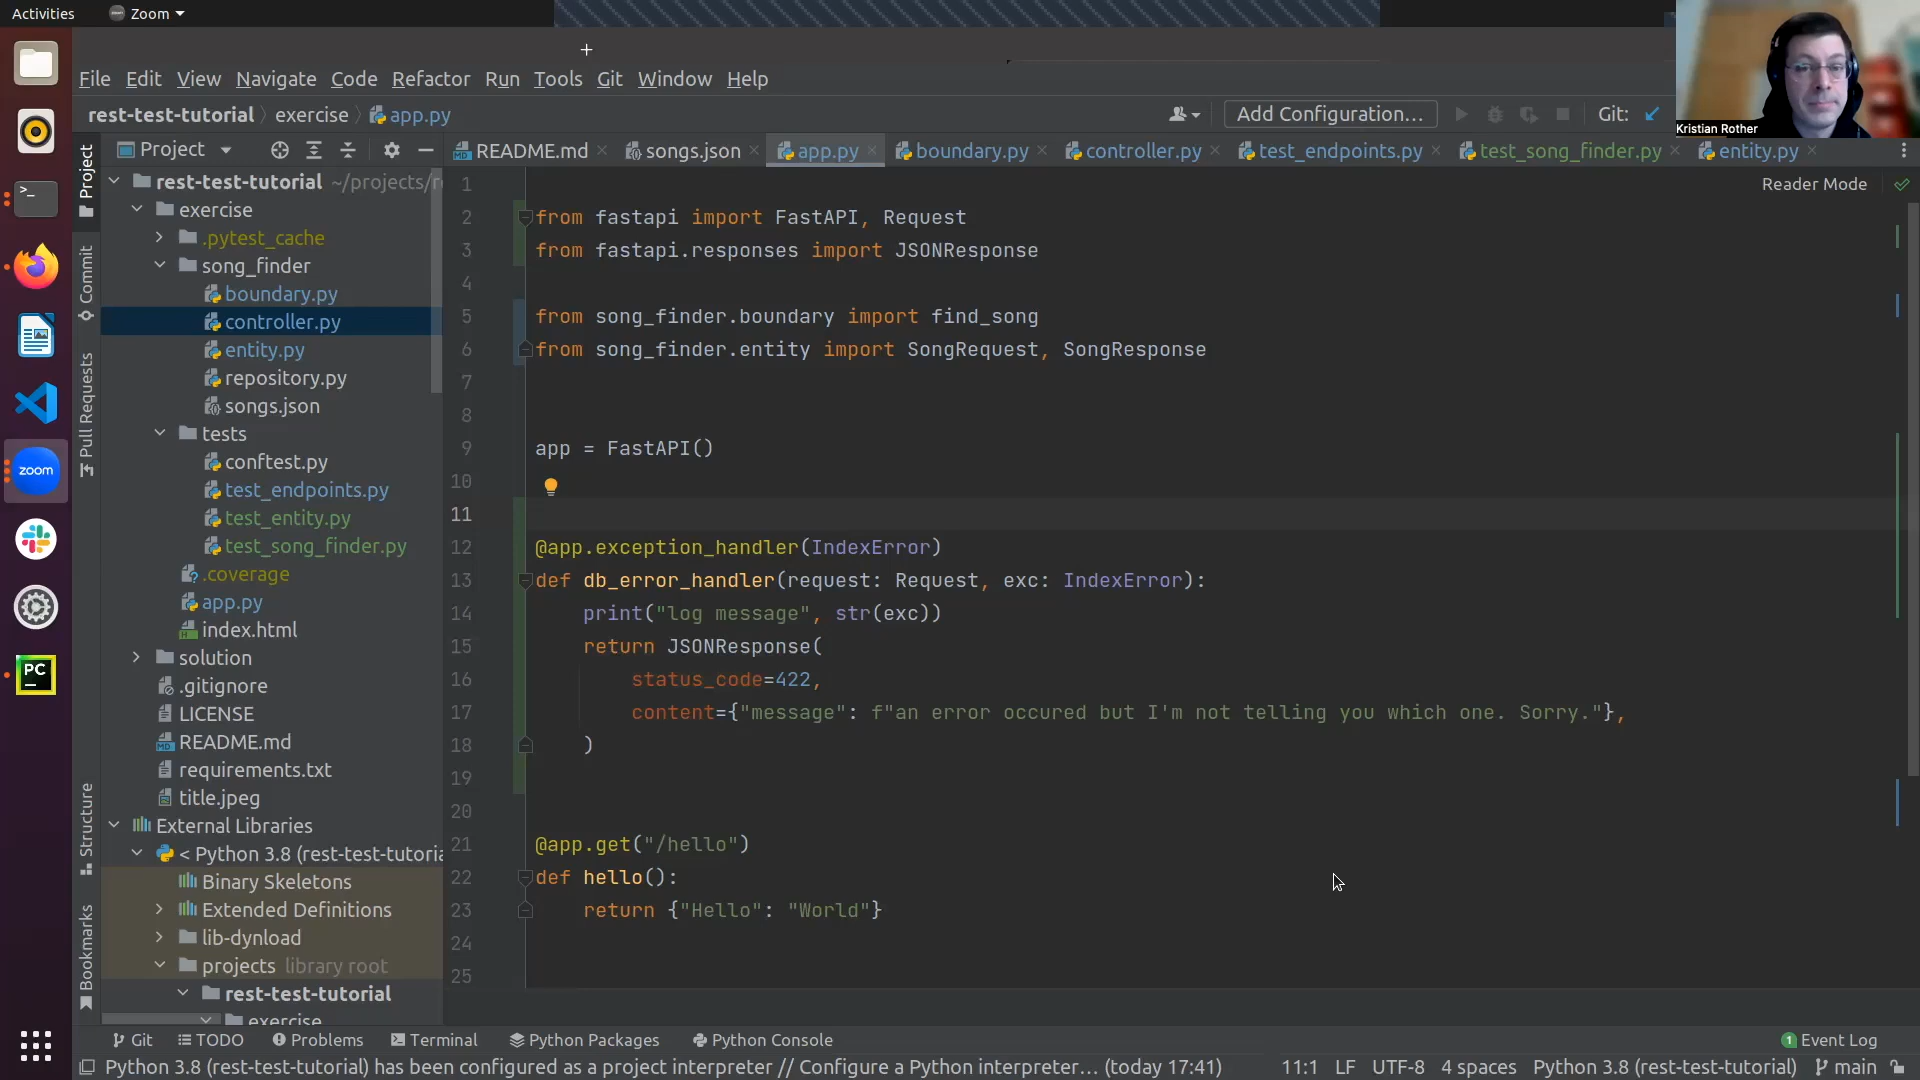 Activities
Zoom
File Edit View Navigate Code Refactor Run Tools Git Window Help
rest-test-tutorial exercise app.py
Add Configuration...
Git:
Kristian Rother
Project
README.md songs.json app.py boundary.py controller.py test_endpoints.py test_song_finder.py entity.py
Reader Mode
Project
Commit
Pull Requests
Structure
Bookmarks
rest-test-tutorial ~/projects/r
exercise
.pytest_cache
song_finder
boundary.py
controller.py
entity.py
repository.py
songs.json
tests
conftest.py
test_endpoints.py
test_entity.py
test_song_finder.py
.coverage
app.py
index.html
solution
.gitignore
LICENSE
README.md
requirements.txt
title.jpeg
External Libraries
< Python 3.8 (rest-test-tutoria
Binary Skeletons
Extended Definitions
lib-dynload
projects library root
rest-test-tutorial
exercise
zoom
PC
1
2 from fastapi import FastAPI, Request
3 from fastapi.responses import JSONResponse
4
5 from song_finder.boundary import find_song
6 from song_finder.entity import SongRequest, SongResponse
7
8
9 app = FastAPI()
10
11
12 @app.exception_handler(IndexError)
13 def db_error_handler(request: Request, exc: IndexError):
14 print("log message", str(exc))
15 return JSONResponse(
16 status_code=422,
17 content={"message": f"an error occured but I'm not telling you which one. Sorry."},
18 )
19
20
21 @app.get("/hello")
22 def hello():
23 return {"Hello": "World"}
24
25
Git TODO Problems Terminal Python Packages Python Console
1 Event Log
Python 3.8 (rest-test-tutorial) has been configured as a project interpreter // Configure a Python interpreter... (today 17:41)
11:1 LF UTF-8 4 spaces Python 3.8 (rest-test-tutorial) main